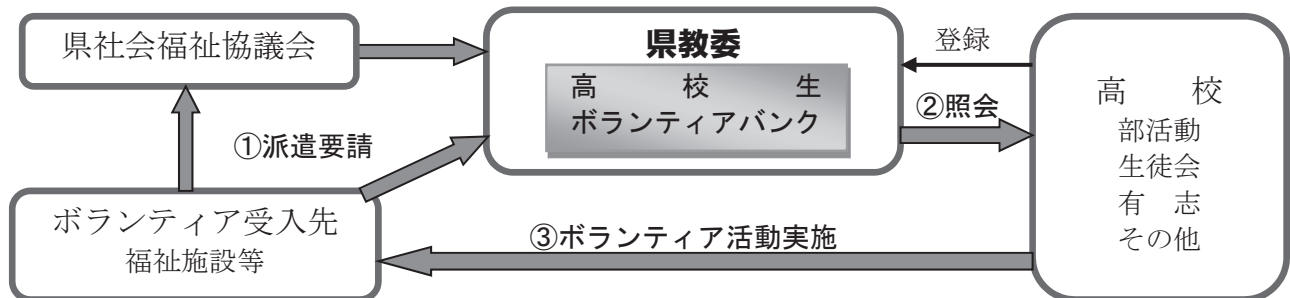 県社会福祉協議会
県教委
高校生
ボランティアバンク
登録
②照会
高校
部活動
生徒会
有志
その他
①派遣要請
ボランティア受入先
福祉施設等
③ボランティア活動実施